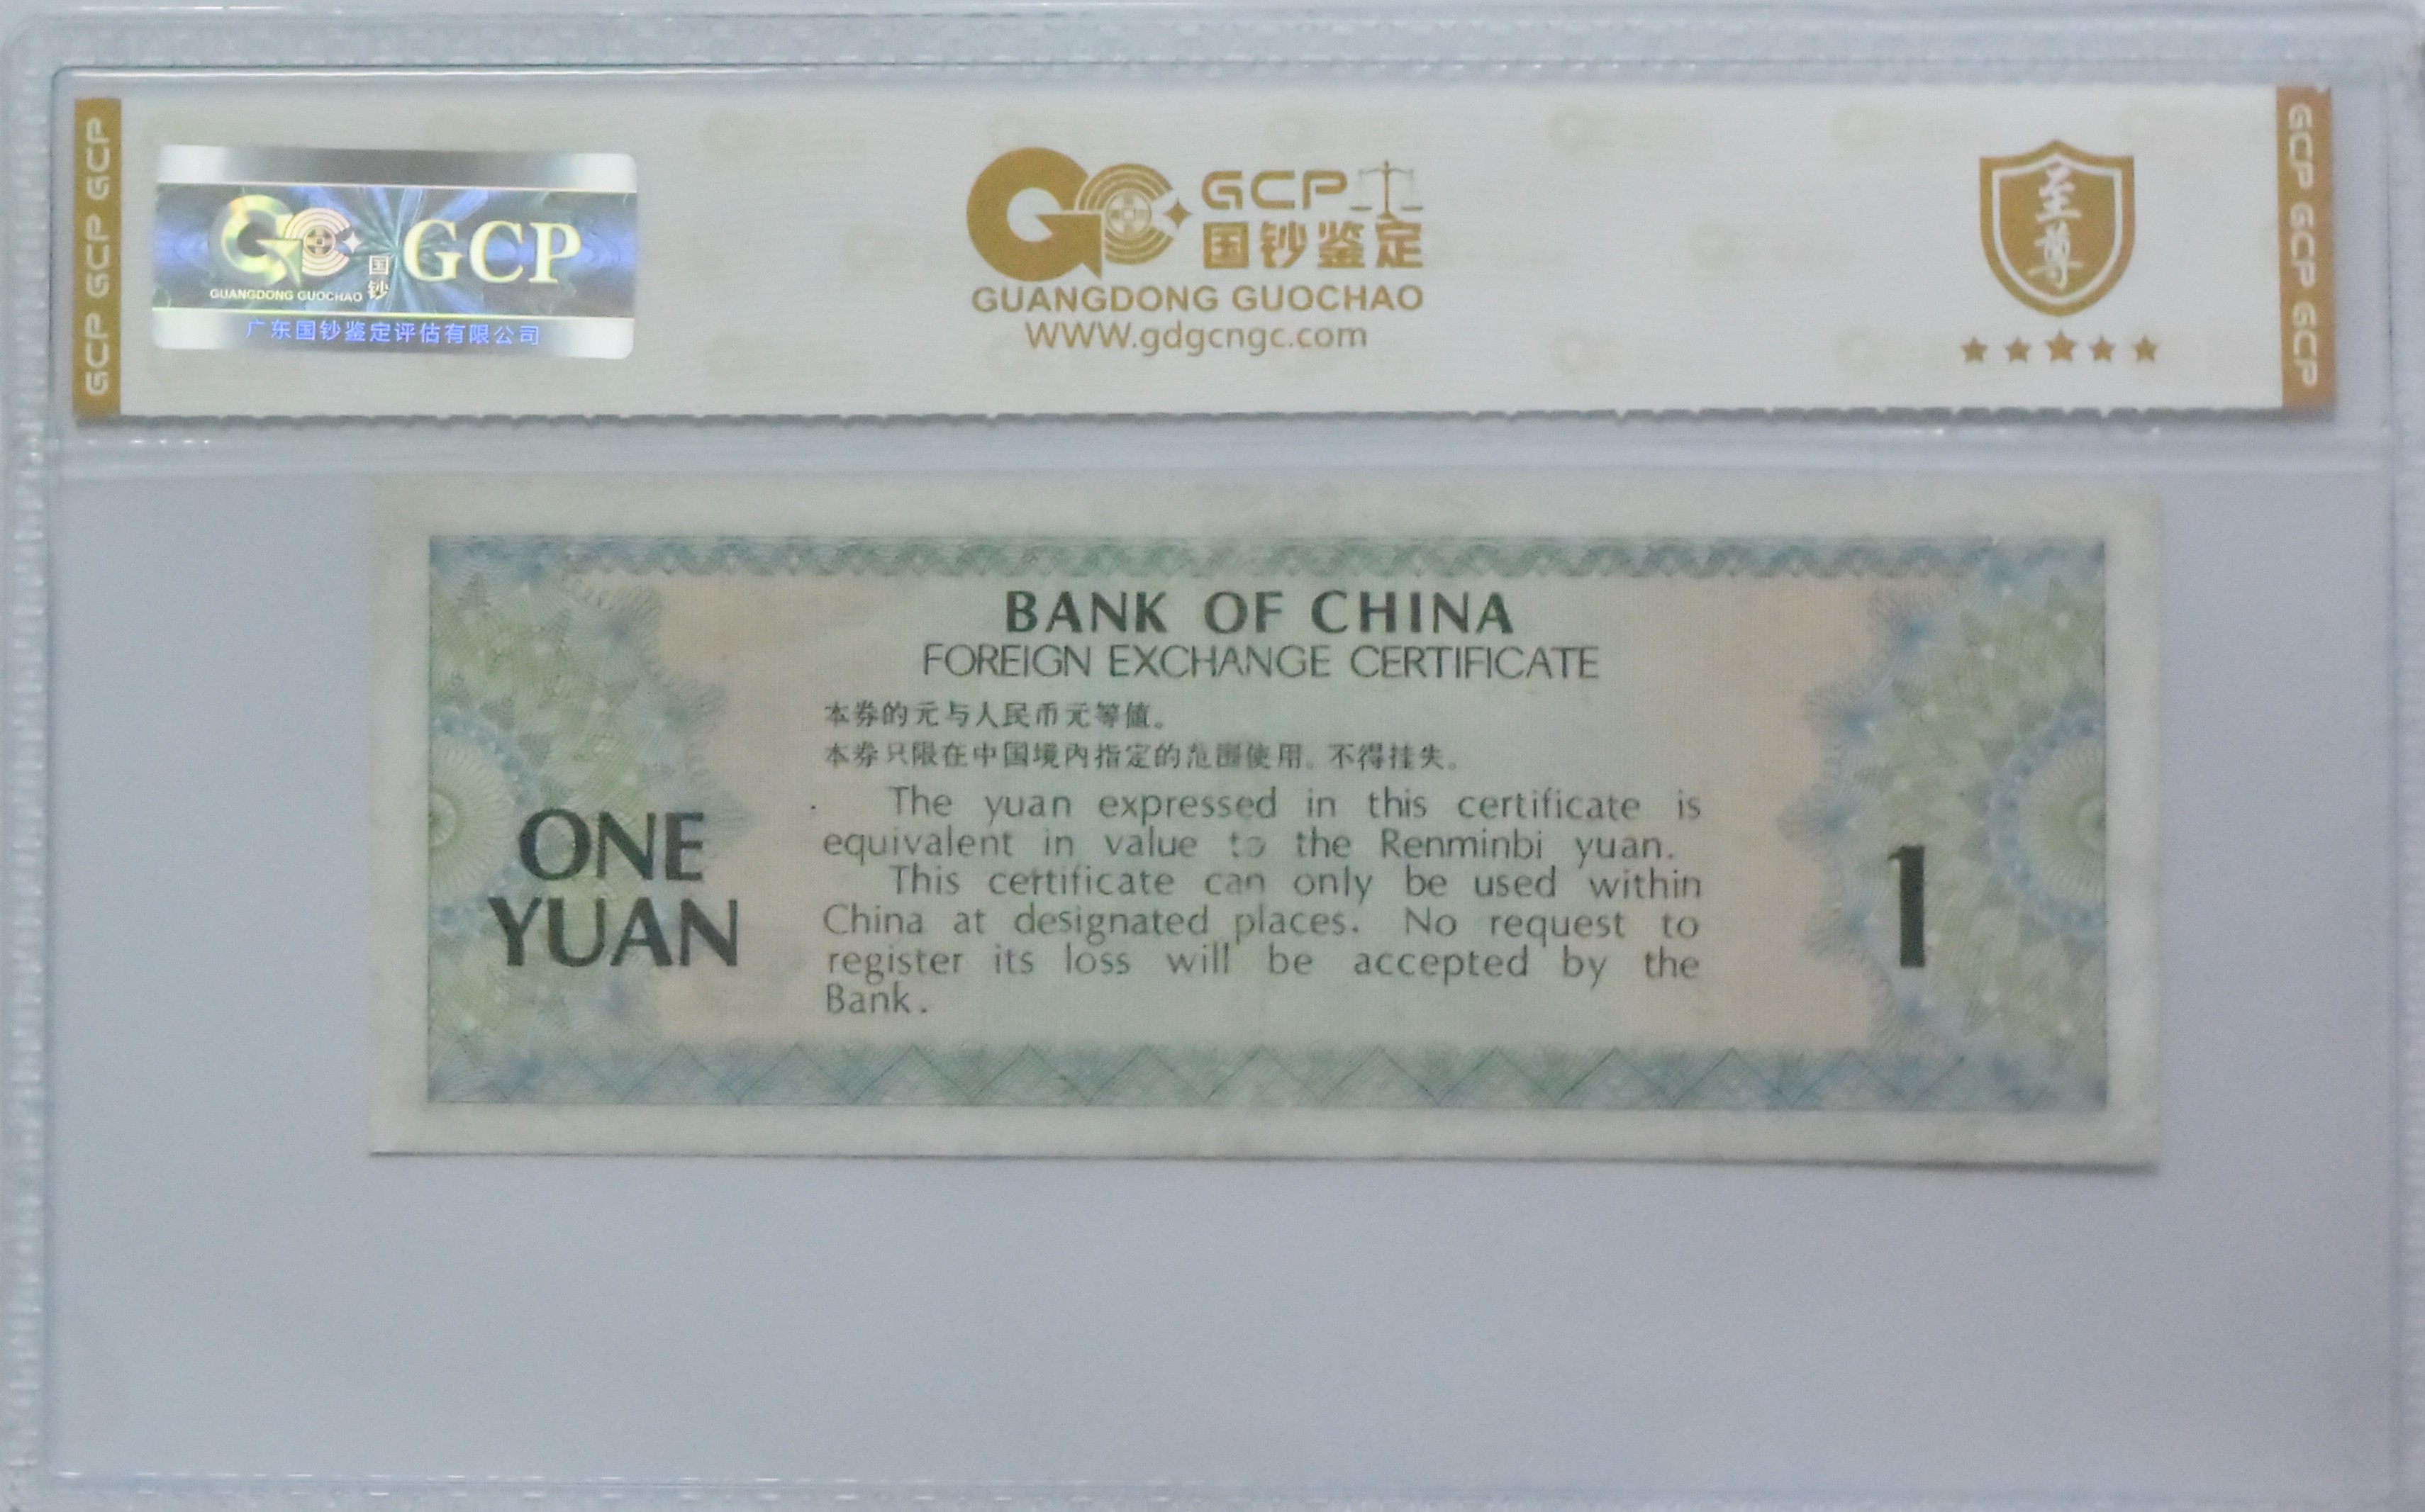 GCP GCP GCP
GUANGDONG GUOCHAO
国钞
GCP
广东国钞鉴定评估有限公司
GCP
国钞鉴定
GUANGDONG GUOCHAO
WWW.gdgcngc.com
至尊
GCP GCP GCP
BANK OF CHINA
FOREIGN EXCHANGE CERTIFICATE
本券的元与人民币元等值。
本券只限在中国境内指定的范围使用。不得挂失。
The yuan expressed in this certificate is
equivalent in value to the Renminbi yuan.
This certificate can only be used within
China at designated places. No request to
register its loss will be accepted by the
Bank.
ONE
YUAN
1